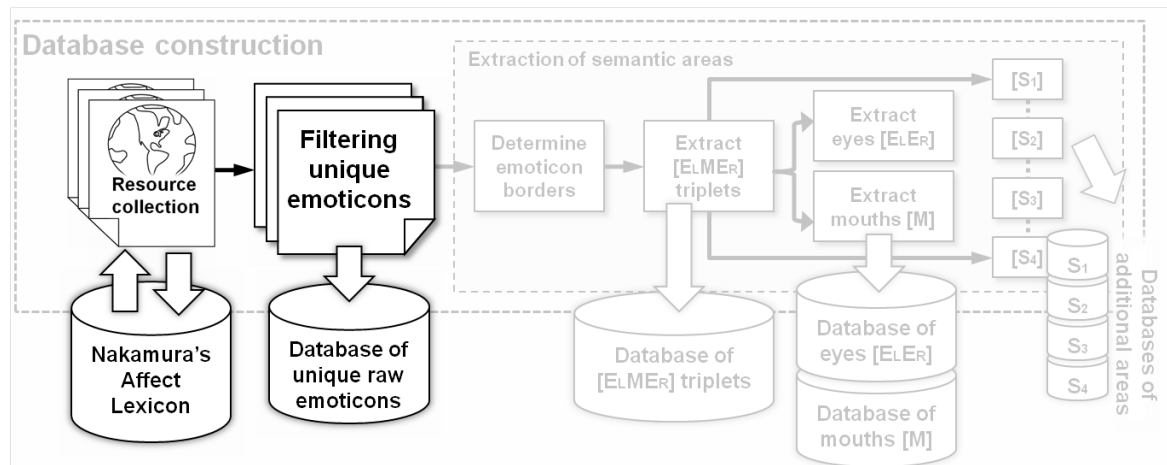 Database construction
Extraction of semantic areas
Resource
collection
Filtering
unique
emoticons
Determine
emoticon
borders
Extract
[ELMER]
triplets
Extract
eyes [ELER]
Extract
mouths [M]
[S1]
[S2]
[S3]
[S4]
Nakamura's
Affect
Lexicon
Database of
unique raw
emoticons
Database of
[ELMER] triplets
Database of
eyes [ELER]
Database of
mouths [M]
S1
S2
S3
S4
Databases of
additional areas